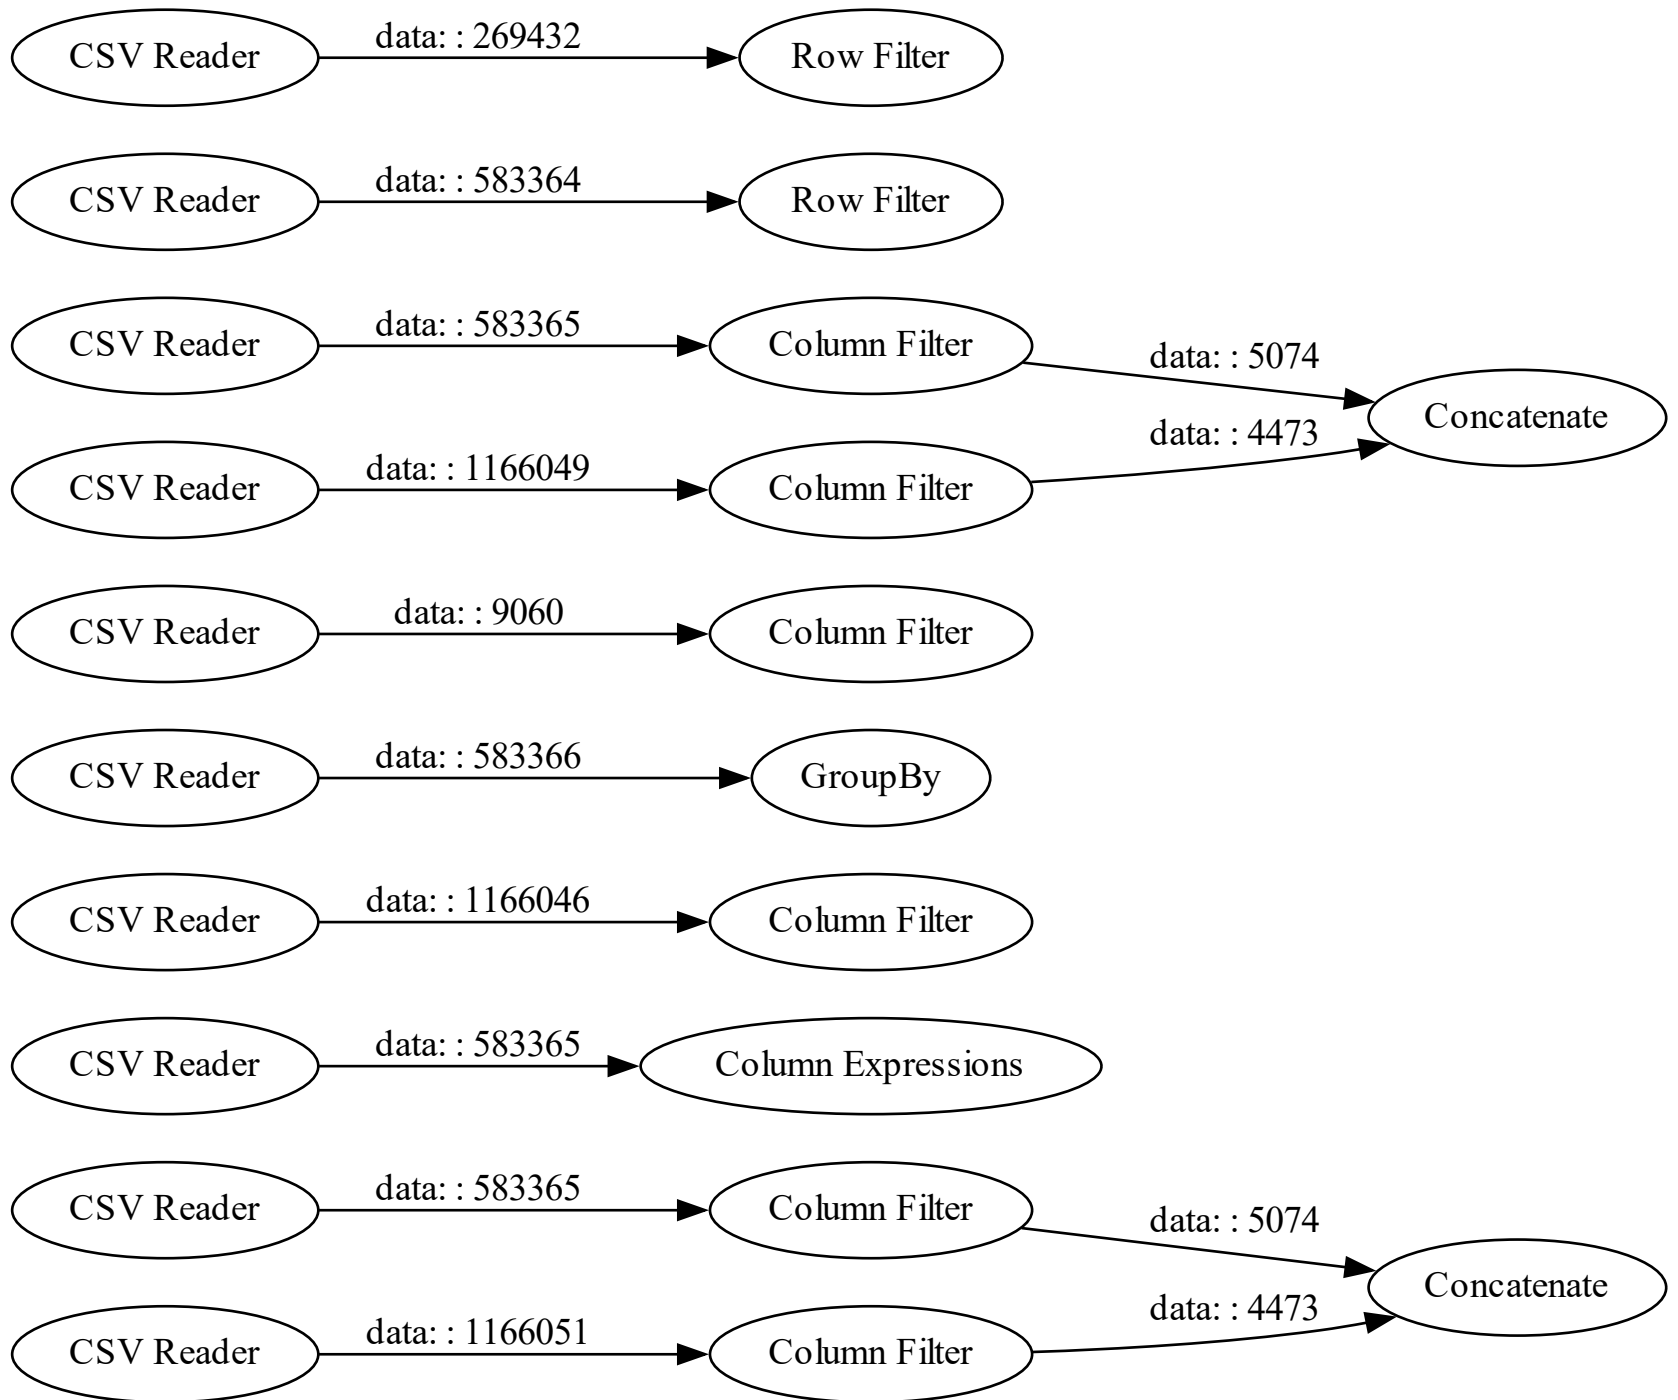 CSV Reader
data: : 269432
Row Filter
CSV Reader
data: : 583364
Row Filter
CSV Reader
data: : 583365
Column Filter
data: : 5074
Concatenate
CSV Reader
data: : 1166049
Column Filter
data: : 4473
CSV Reader
data: : 9060
Column Filter
CSV Reader
data: : 583366
GroupBy
CSV Reader
data: : 1166046
Column Filter
CSV Reader
data: : 583365
Column Expressions
CSV Reader
data: : 583365
Column Filter
data: : 5074
Concatenate
CSV Reader
data: : 1166051
Column Filter
data: : 4473